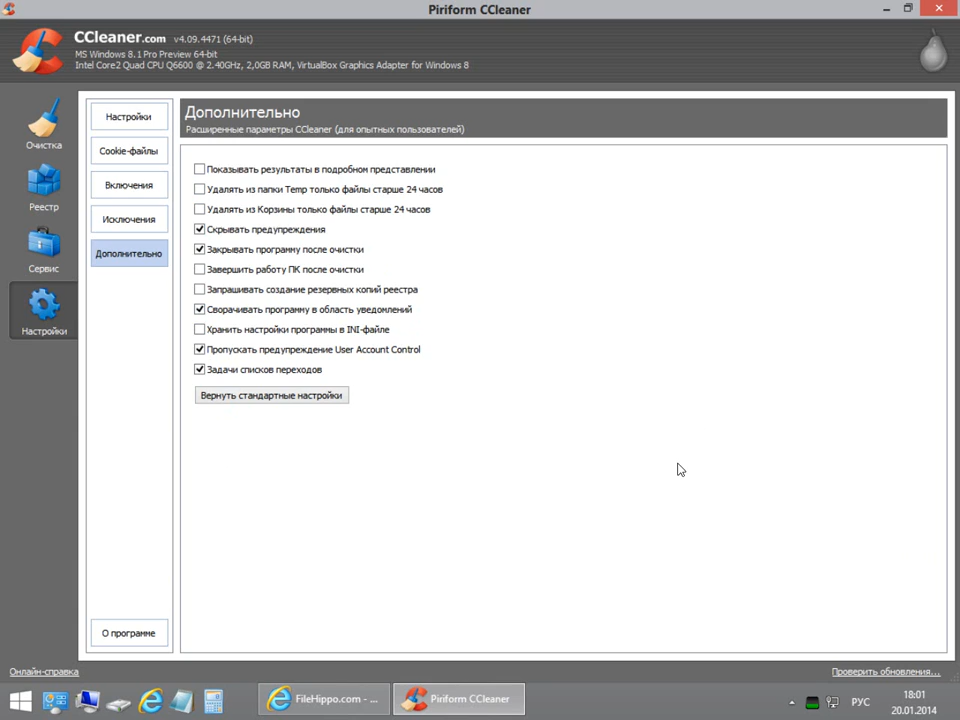 Piriform CCleaner
CCleaner.com v4.09.4471 (64-bit)
MS Windows 8.1 Pro Preview 64-bit
Intel Core2 Quad CPU Q6600 @ 2.40GHz, 2,0GB RAM, VirtualBox Graphics Adapter for Windows 8
Очистка
Реестр
Сервис
Настройки
Настройки
Cookie-файлы
Включения
Исключения
Дополнительно
О программе
Дополнительно
Расширенные параметры CCleaner (для опытных пользователей)
Показывать результаты в подробном представлении
Удалять из папки Temp только файлы старше 24 часов
Удалять из Корзины только файлы старше 24 часов
Скрывать предупреждения
Закрывать программу после очистки
Завершить работу ПК после очистки
Запрашивать создание резервных копий реестра
Сворачивать программу в область уведомлений
Хранить настройки программы в INI-файле
Пропускать предупреждение User Account Control
Задачи списков переходов
Вернуть стандартные настройки
Онлайн-справка
Проверить обновления...
FileHippo.com - ...
Piriform CCleaner
РУС
18:01
20.01.2014